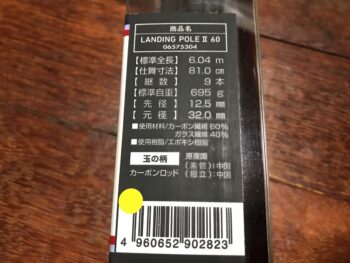 商品名
LANDING POLE Ⅱ 60
06575304
【標準全長】 6.04 m
【仕舞寸法】 81.0 cm
【継数】 9 本
【標準自重】 695 g
【先径】 12.5 mm
【元径】 32.0 mm
■使用材料/カーボン繊維 60%
ガラス繊維 40%
■使用樹脂/エポキシ樹脂
玉の柄
カーボンロッド
原産国
(素管):中国
(組立):中国
4 960652 902823